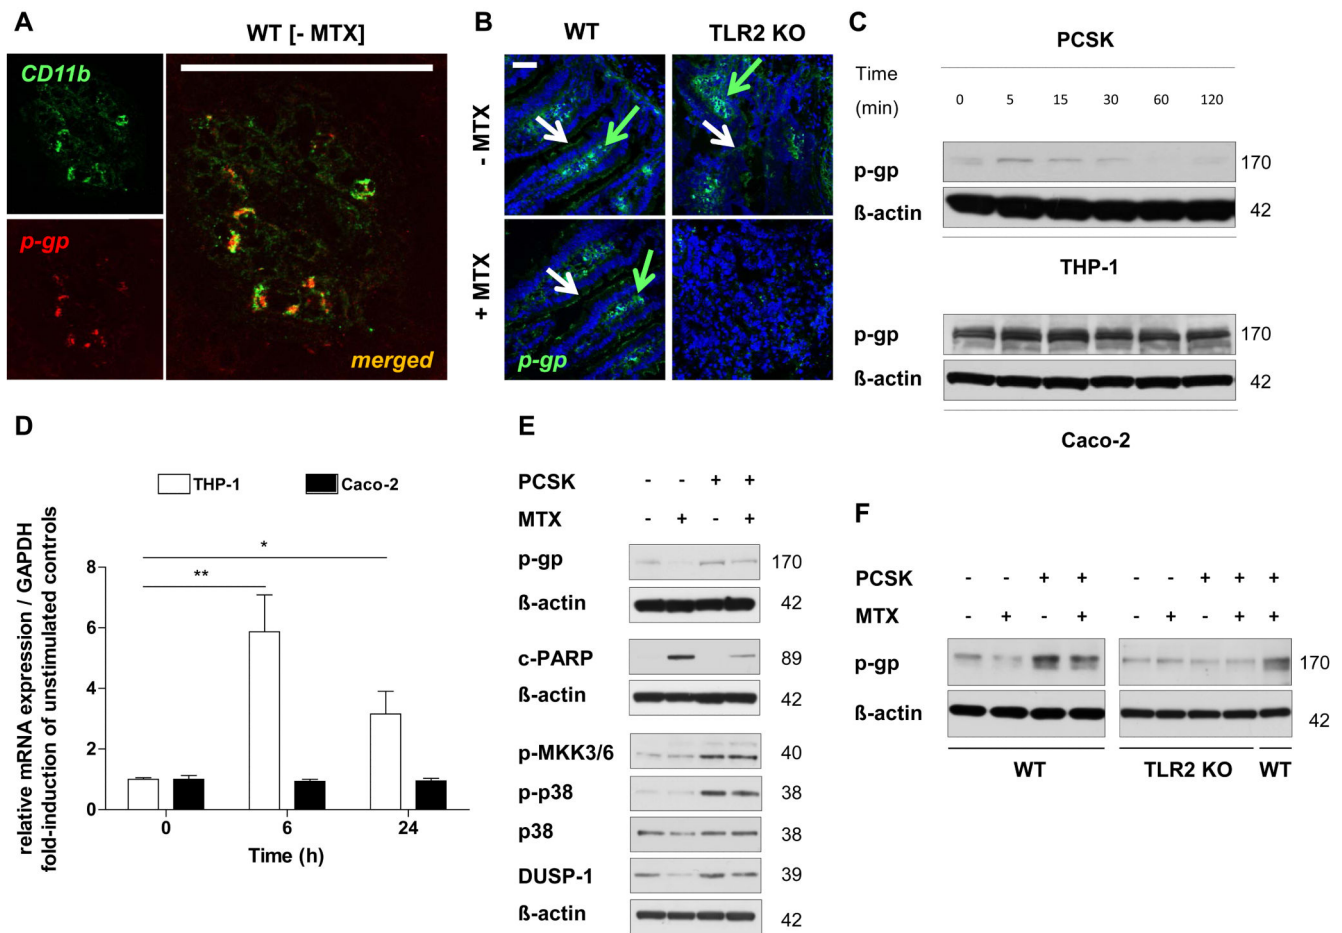 A
WT [- MTX]
CD11b
p-gp
merged
B
WT TLR2 KO
- MTX
+ MTX
p-gp
C
PCSK
Time
(min)
0 5 15 30 60 120
p-gp 170
ß-actin 42
THP-1
p-gp 170
ß-actin 42
Caco-2
D
THP-1 Caco-2
relative mRNA expression / GAPDH
fold-induction of unstimulated controls
8
6
4
2
0
*
**
0 6 24
Time (h)
E
PCSK - - + +
MTX - + - +
p-gp 170
ß-actin 42
c-PARP 89
ß-actin 42
p-MKK3/6 40
p-p38 38
p38 38
DUSP-1 39
ß-actin 42
F
PCSK - - + + - - + + +
MTX - + - + - + - + +
p-gp 170
ß-actin 42
WT TLR2 KO WT